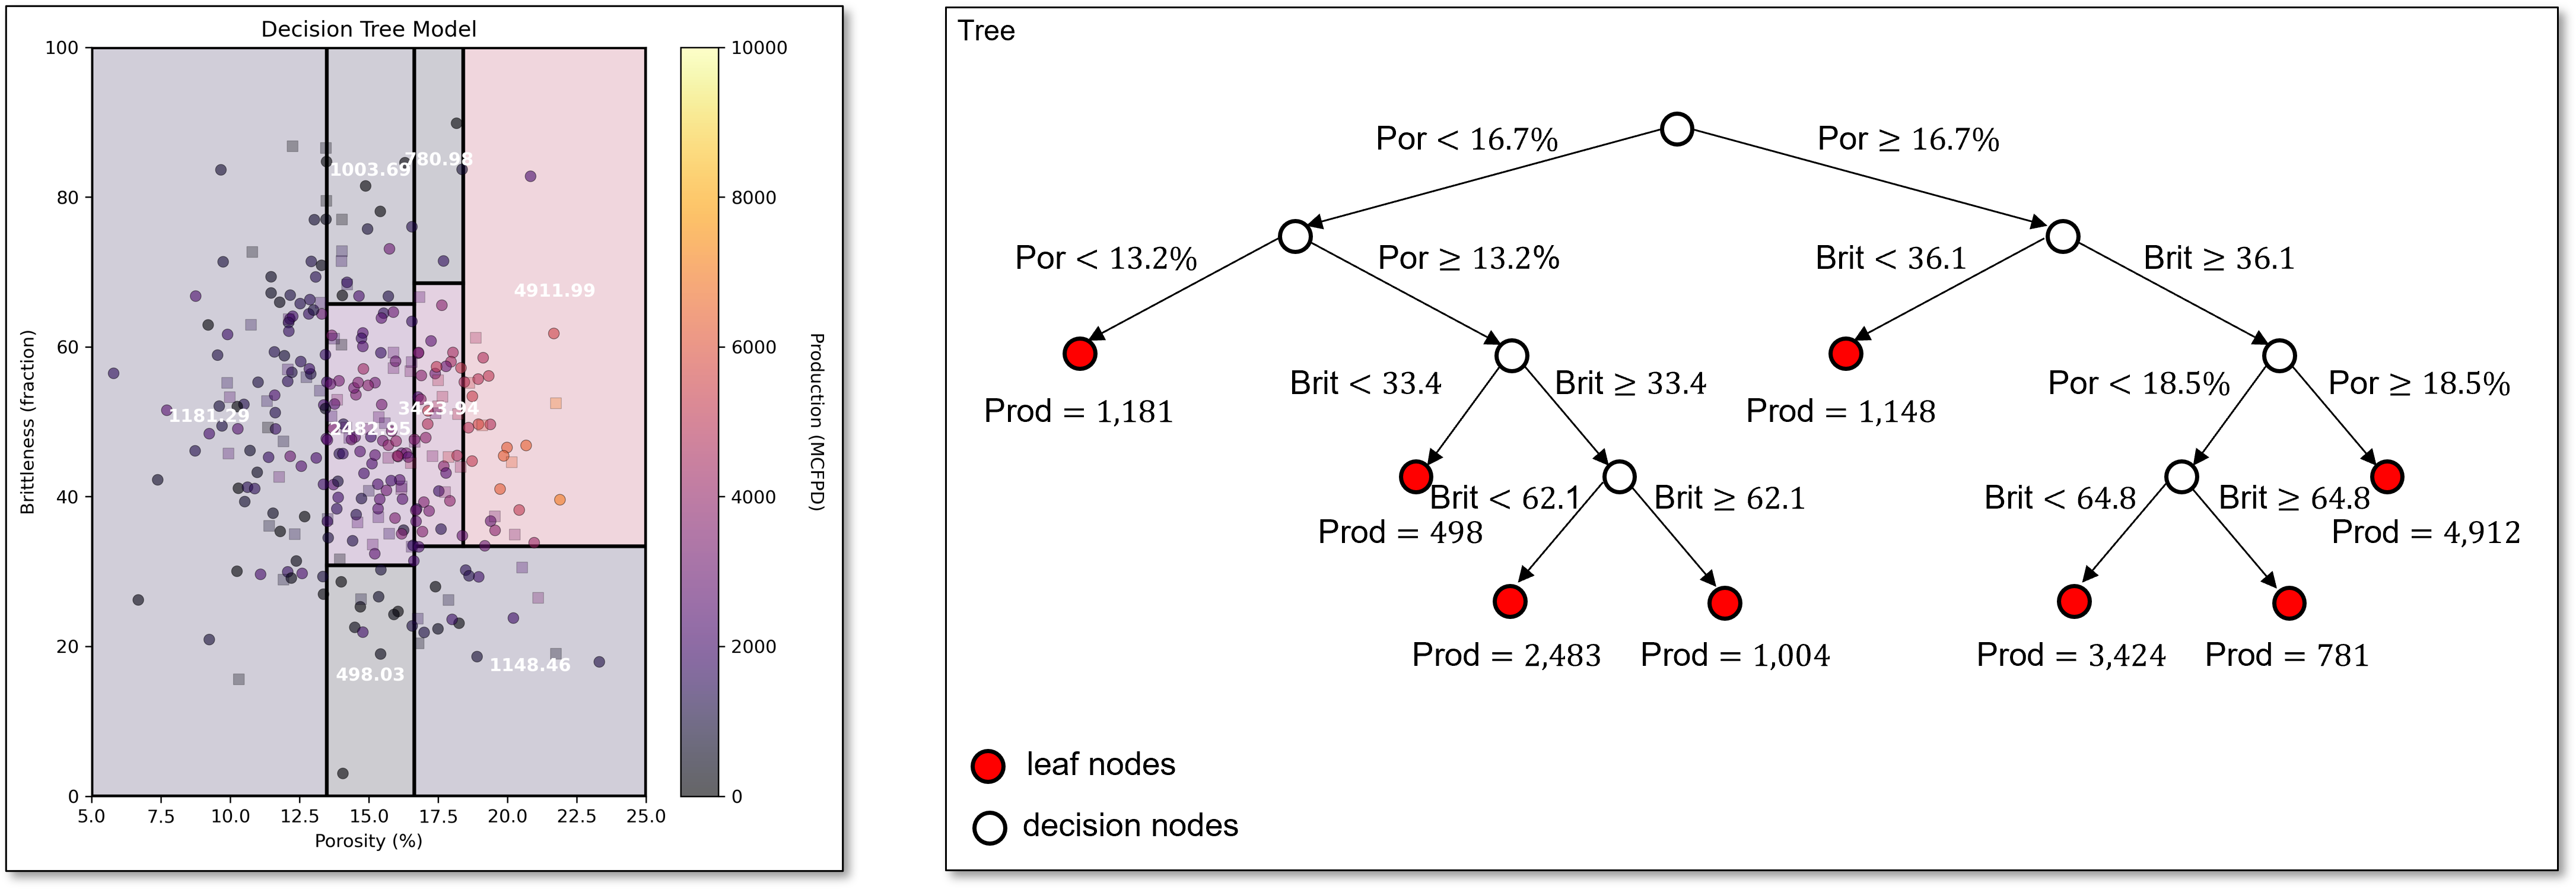 Decision Tree Model
100
80
60
40
20
0
Brittleness (fraction)
5.0 7.5 10.0 12.5 15.0 17.5 20.0 22.5 25.0
Porosity (%)
1003.69
780.98
4911.99
1181.29
3423.94
2482.95
498.03
1148.46
10000
8000
6000
4000
2000
0
Production (MCFPD)
Tree
Por < 16.7%
Por ≥ 16.7%
Por < 13.2%
Por ≥ 13.2%
Brit < 36.1
Brit ≥ 36.1
Prod = 1,181
Brit < 33.4
Brit ≥ 33.4
Prod = 1,148
Por < 18.5%
Por ≥ 18.5%
Prod = 498
Brit < 62.1
Brit ≥ 62.1
Brit < 64.8
Brit ≥ 64.8
Prod = 4,912
Prod = 2,483
Prod = 1,004
Prod = 3,424
Prod = 781
leaf nodes
decision nodes